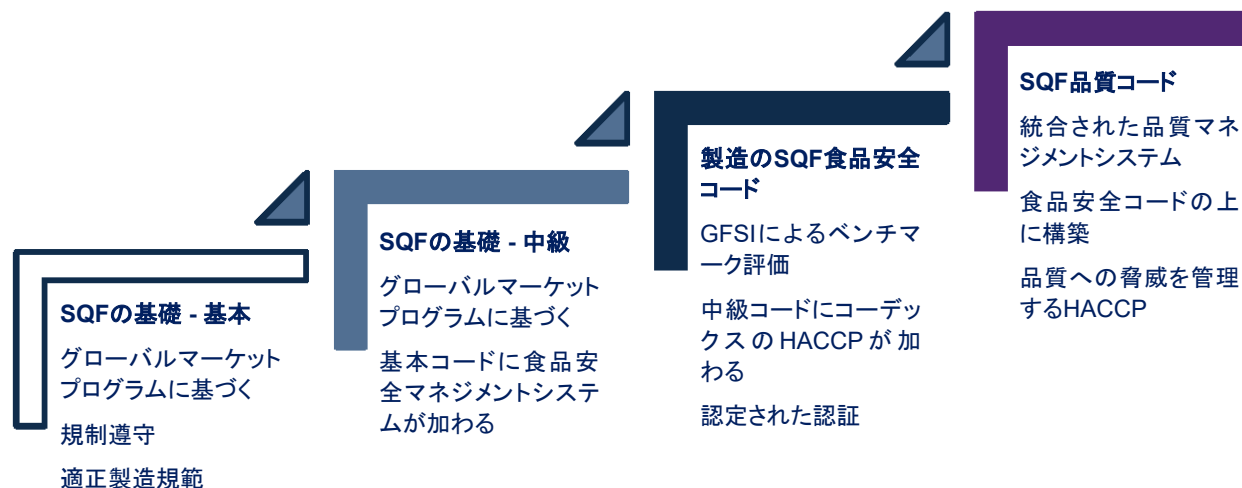 SQFの基礎 - 基本
グローバルマーケット
プログラムに基づく
規制遵守
適正製造規範
SQFの基礎 - 中級
グローバルマーケット
プログラムに基づく
基本コードに食品安
全マネジメントシステ
ムが加わる
製造のSQF食品安全
コード
GFSIによるベンチマ
ーク評価
中級コードにコーデッ
クスのHACCPが加
わる
認定された認証
SQF品質コード
統合された品質マネ
ジメントシステム
食品安全コードの上
に構築
品質への脅威を管理
するHACCP